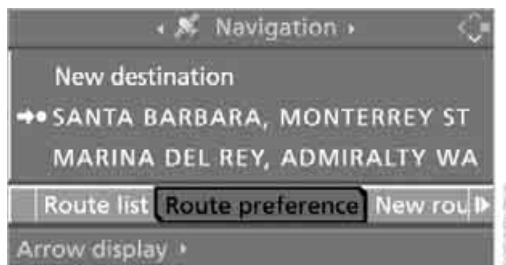 Navigation
New destination
SANTA BARBARA, MONTERREY ST
MARINA DEL REY, ADMIRALTY WA
Route list Route preference New rou
Arrow display